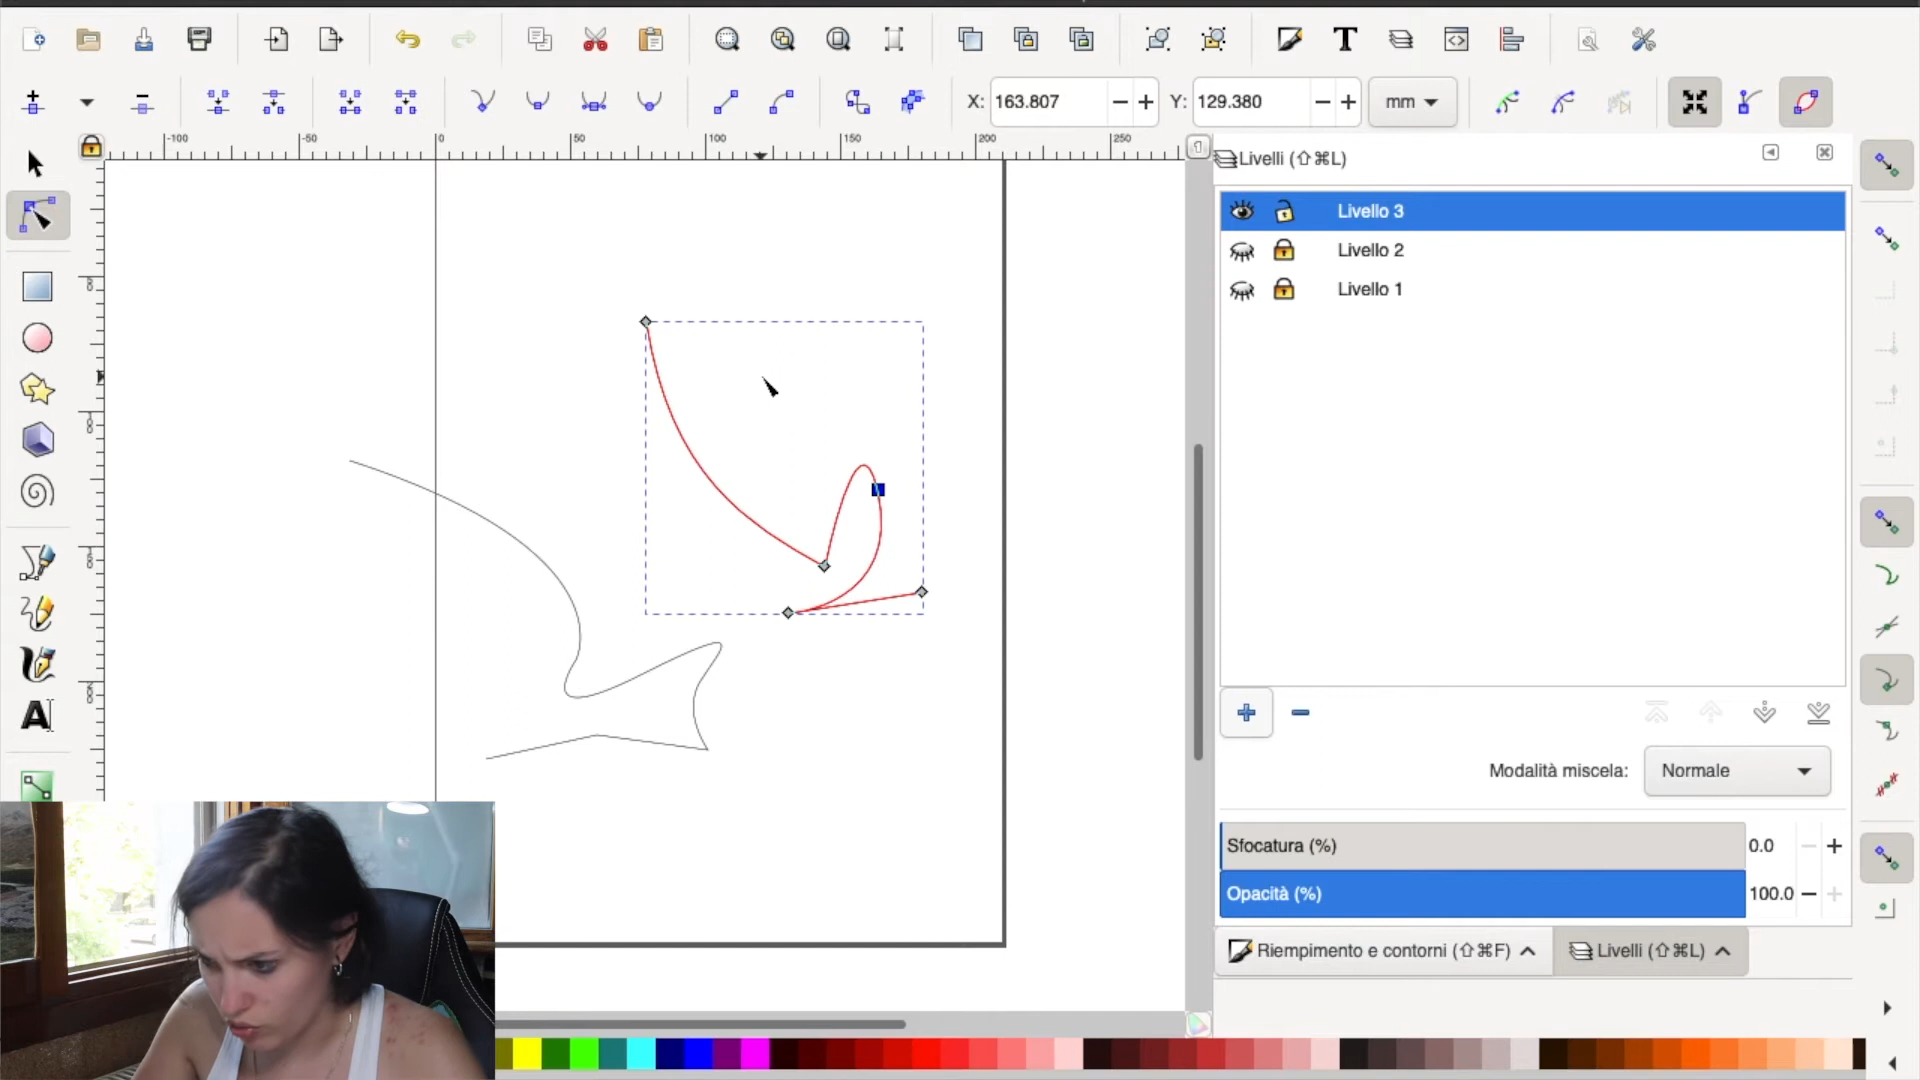 X: 163.807 Y: 129.380 mm
-100 -50 0 50 100 150 200 250
Livelli (⇧⌘L)
Livello 3
Livello 2
Livello 1
Modalità miscela: Normale
Sfocatura (%) 0.0
Opacità (%) 100.0
Riempimento e contorni (⇧⌘F) Livelli (⇧⌘L)